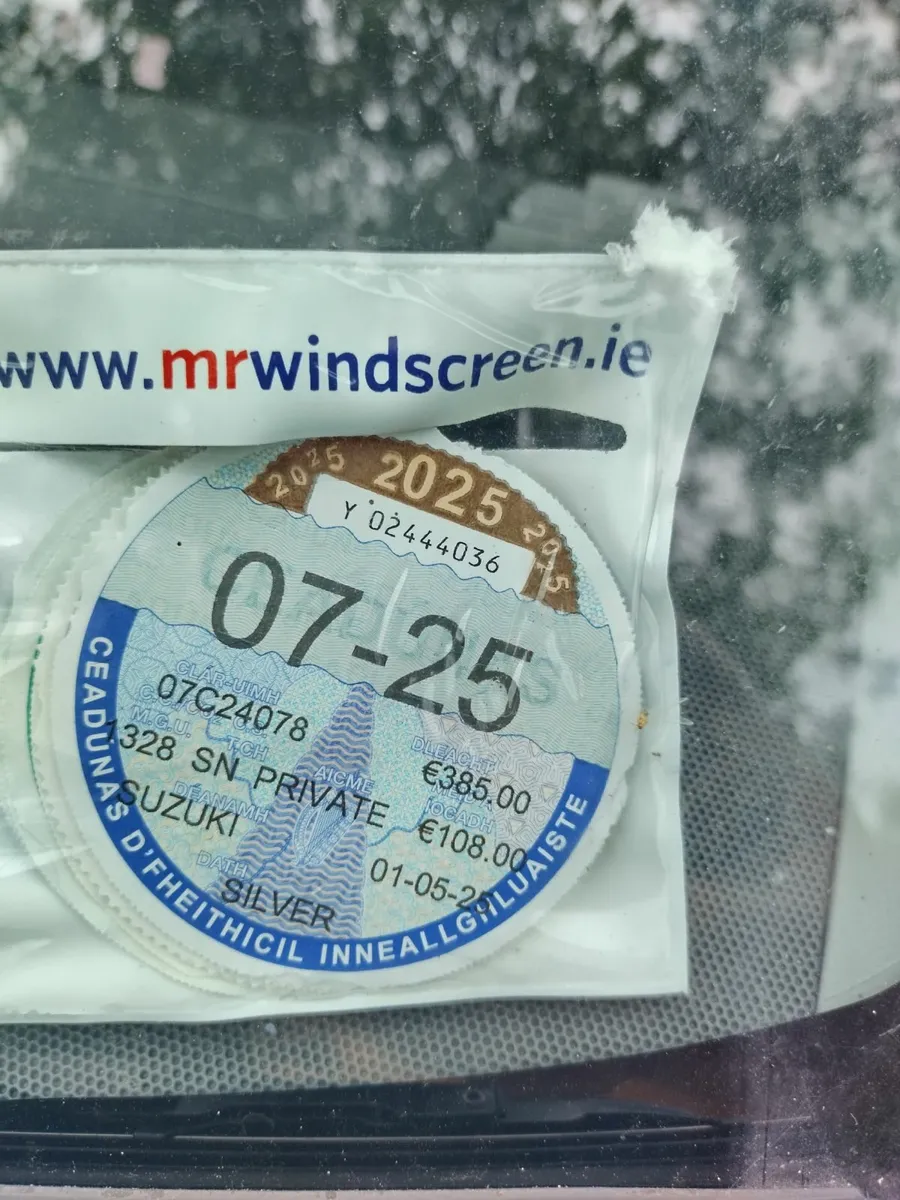 www.mrwindscreen.ie
2025 2025 2025
Y 02444036
07-25
CLÁR-UIMH
07C24078
M.G.U. TCH
DLEACHT
€385.00
1328 SN PRIVATE
AICME
ÍOCADH
€108.00
DÉANAMH
SUZUKI
01-05-25
DATH
SILVER
CEADÚNAS D'FHEITHICIL INNEALLGHLUAISTE